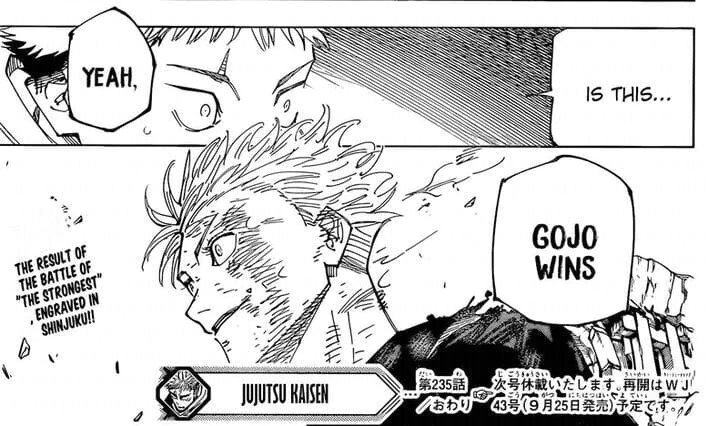 IS THIS...
YEAH,
GOJO
WINS
THE RESULT OF
THE BATTLE OF
"THE STRONGEST"
, ENGRAVED IN
SHINJUKU!!
JUJUTSU KAISEN
…第235話
/おわり
次号休載いたします。再開はWJ
43号(9月25日発売)予定です。